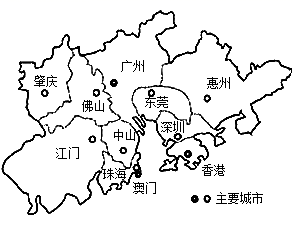 广州
肇庆
惠州
佛山
东莞
深圳
中山
江门
香港
珠海
澳门
主要城市